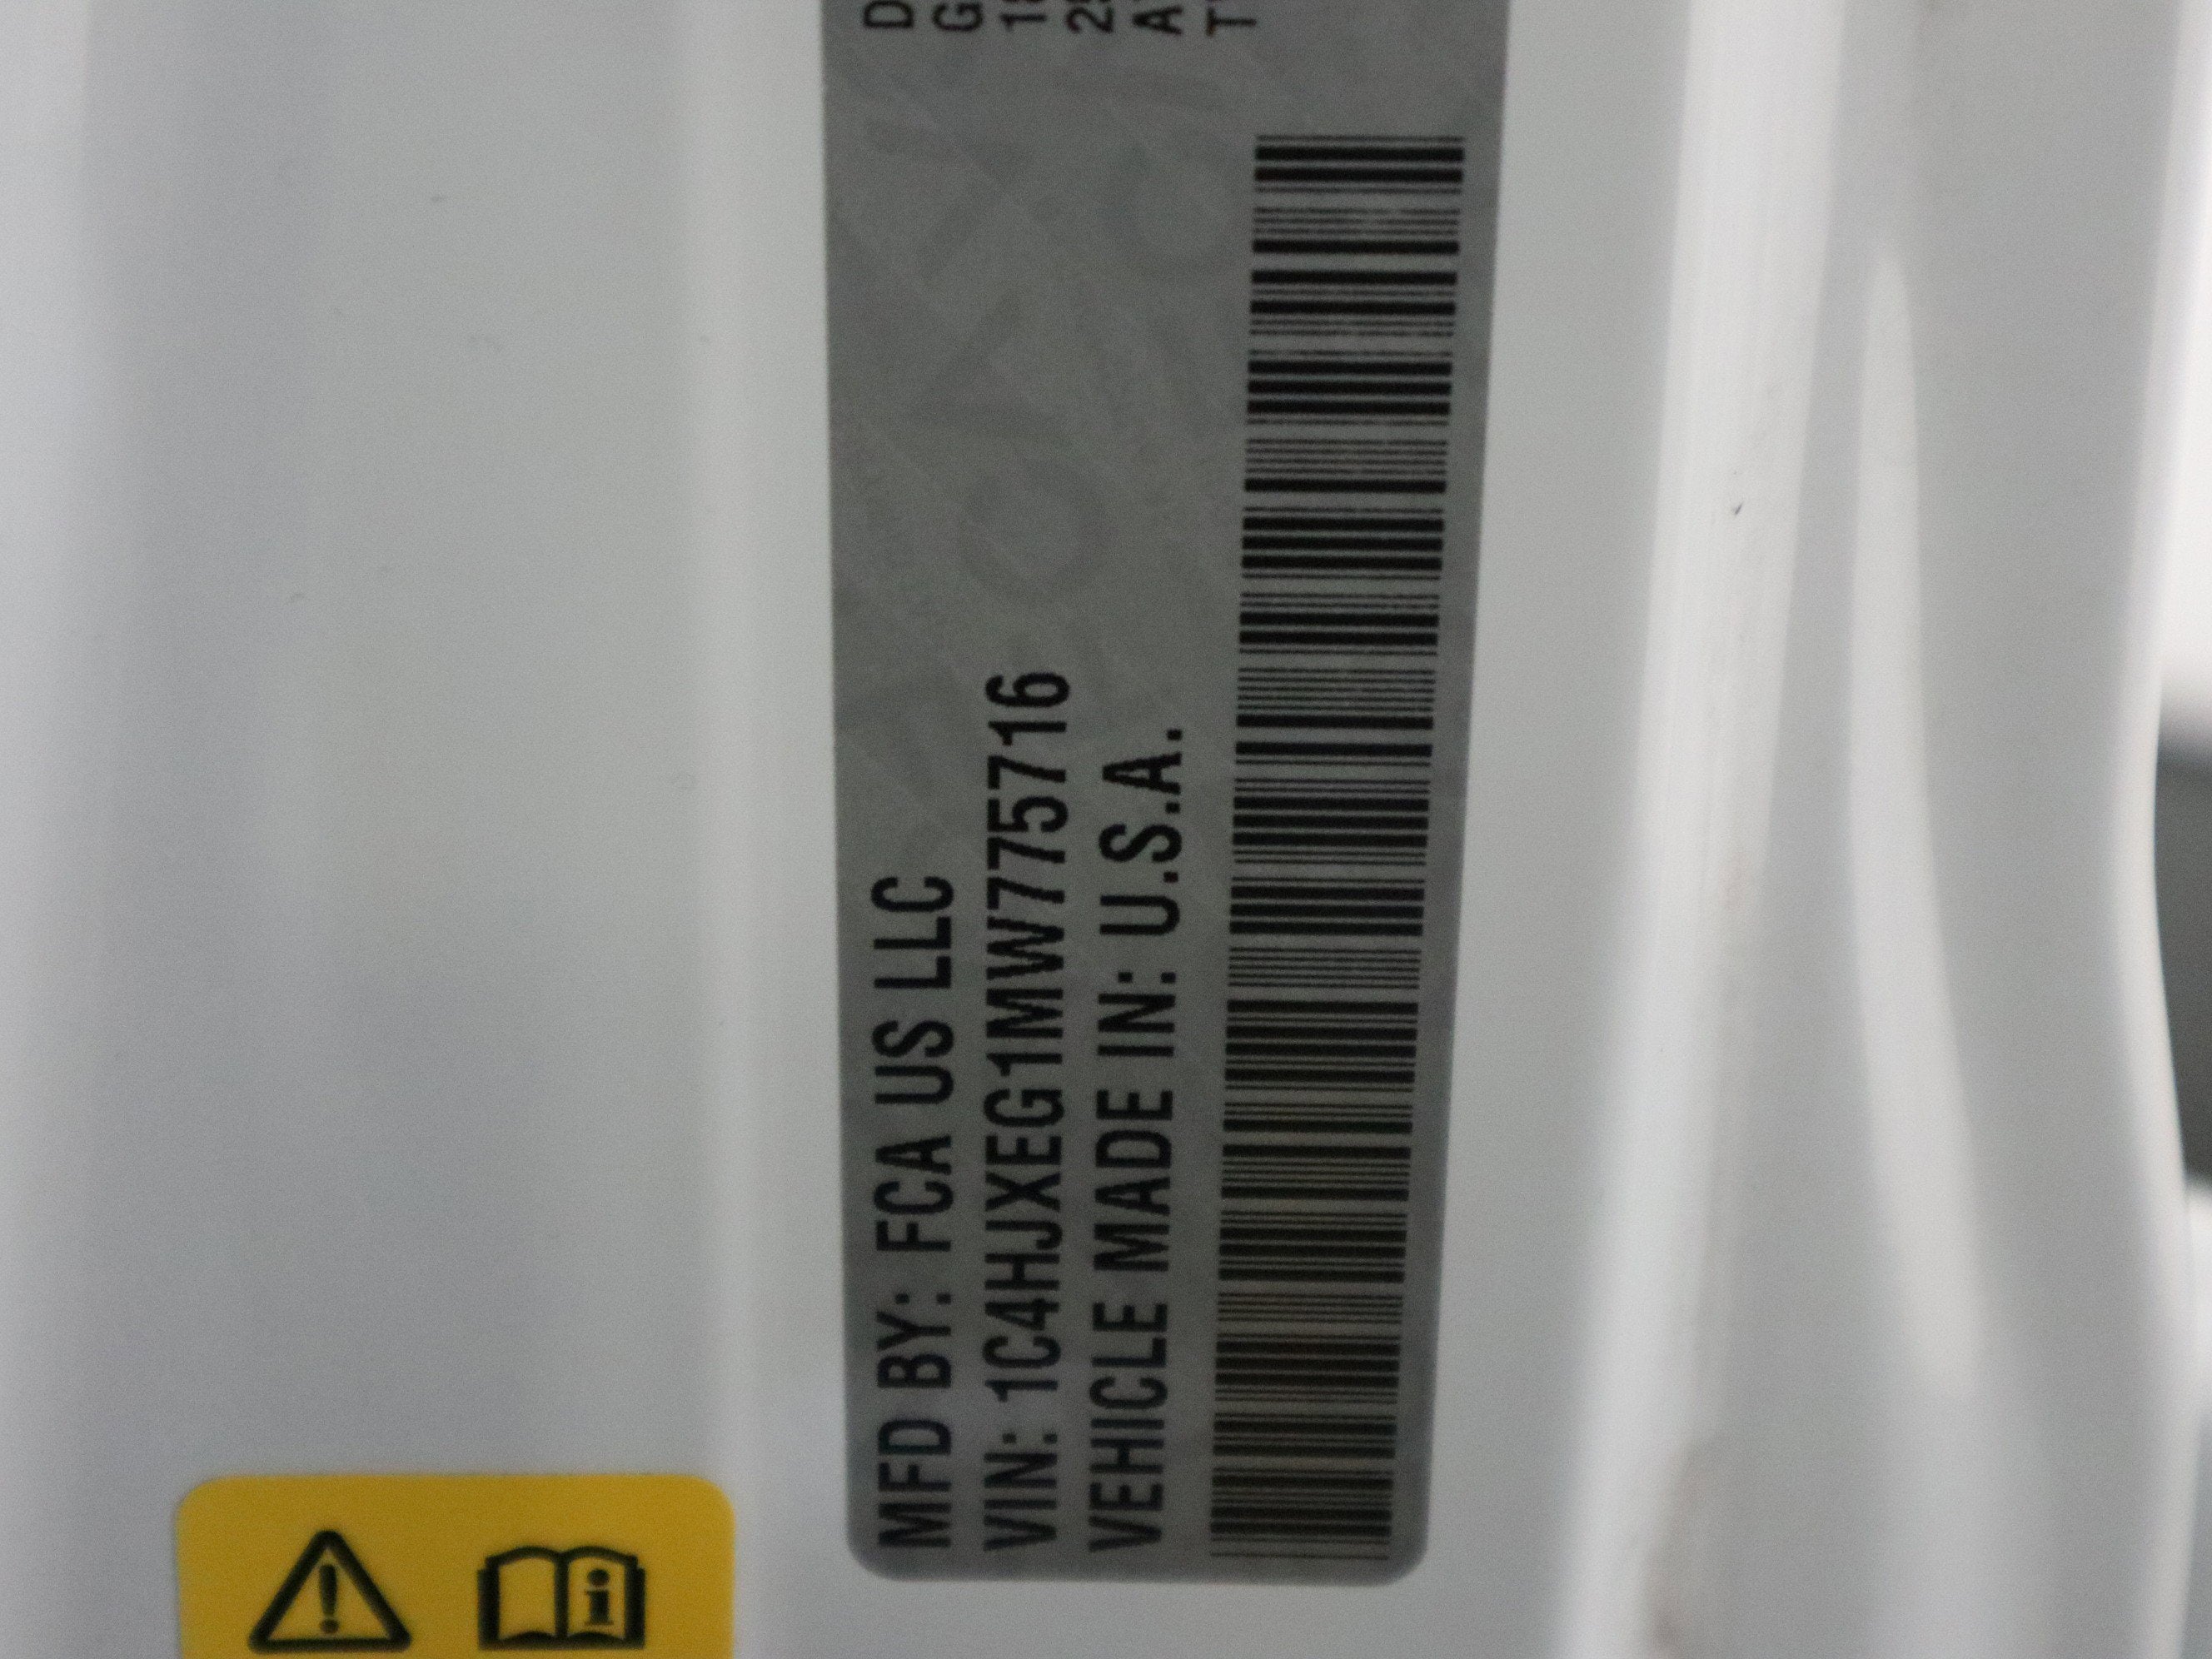 MFD BY: FCA US LLC
VIN: 1C4HJXEG1MW775716
VEHICLE MADE IN: U.S.A.